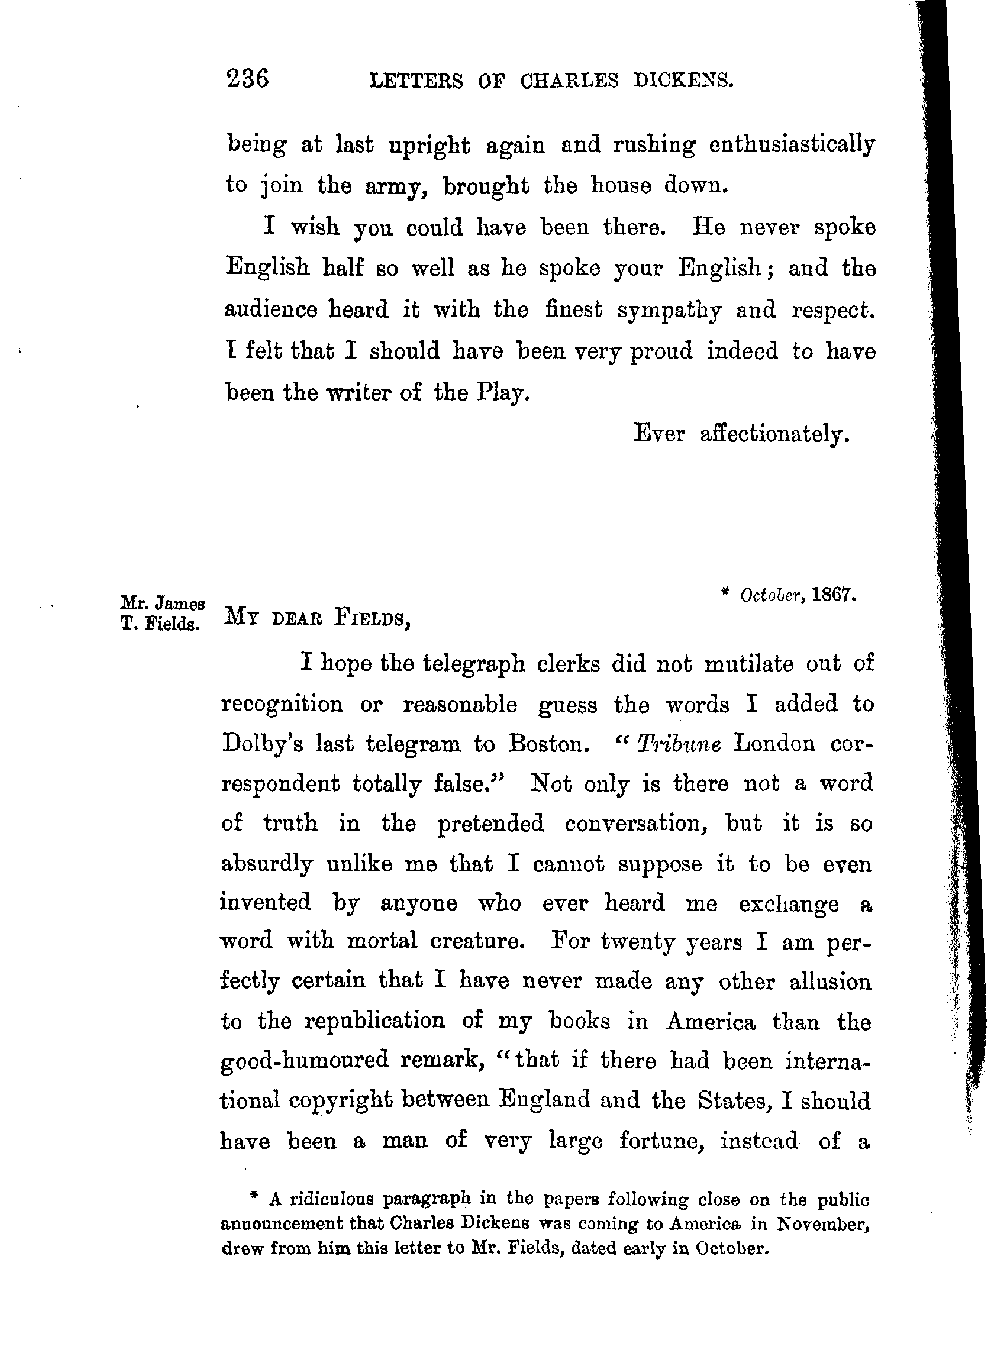 236 LETTERS OF CHARLES DICKENS.
being at last upright again and rushing enthusiastically
to join the army, brought the house down.
I wish you could have been there. He never spoke
English half so well as he spoke your English; and the
audience heard it with the finest sympathy and respect.
I felt that I should have been very proud indeed to have
been the writer of the Play.
Ever affectionately.
* October, 1867.
Mr. James
T. Fields.
MY DEAR FIELDS,
I hope the telegraph clerks did not mutilate out of
recognition or reasonable guess the words I added to
Dolby's last telegram to Boston. "Tribune London cor-
respondent totally false." Not only is there not a word
of truth in the pretended conversation, but it is so
absurdly unlike me that I cannot suppose it to be even
invented by anyone who ever heard me exchange a
word with mortal creature. For twenty years I am per-
fectly certain that I have never made any other allusion
to the republication of my books in America than the
good-humoured remark, "that if there had been interna-
tional copyright between England and the States, I should
have been a man of very large fortune, instead of a
* A ridiculous paragraph in the papers following close on the public
announcement that Charles Dickens was coming to America in November,
drew from him this letter to Mr. Fields, dated early in October.